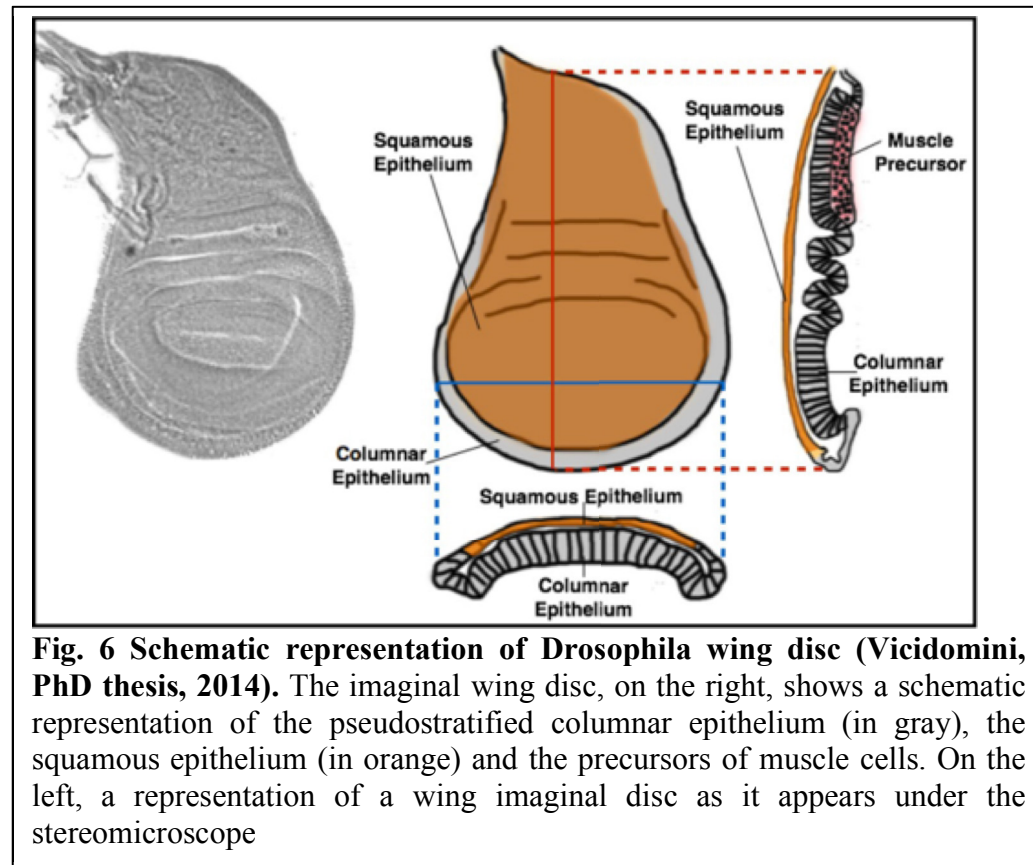 Squamous
Epithelium
Squamous
Epithelium
Muscle
Precursor
Columnar
Epithelium
Columnar
Epithelium
Squamous Epithelium
Columnar
Epithelium
Fig. 6 Schematic representation of Drosophila wing disc (Vicidomini,
PhD thesis, 2014). The imaginal wing disc, on the right, shows a schematic
representation of the pseudostratified columnar epithelium (in gray), the
squamous epithelium (in orange) and the precursors of muscle cells. On the
left, a representation of a wing imaginal disc as it appears under the
stereomicroscope